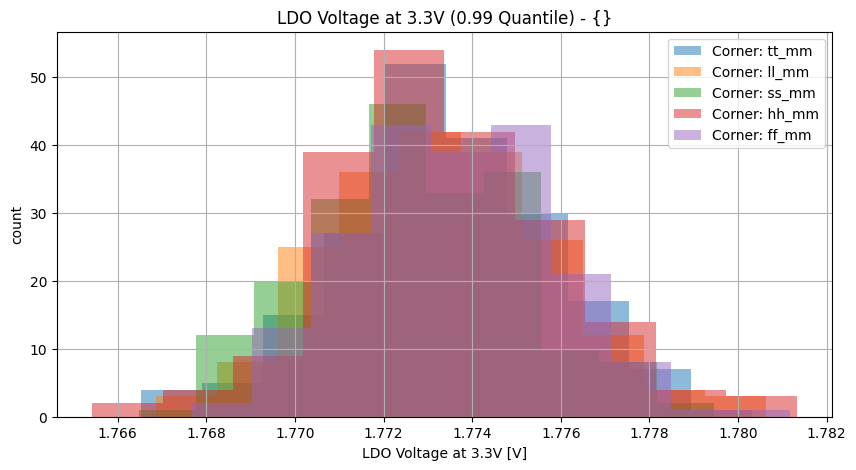 LDO Voltage at 3.3V (0.99 Quantile) - {}
Corner: tt_mm
Corner: ll_mm
Corner: ss_mm
Corner: hh_mm
Corner: ff_mm
count
50
40
30
20
10
0
1.766 1.768 1.770 1.772 1.774 1.776 1.778 1.780 1.782
LDO Voltage at 3.3V [V]